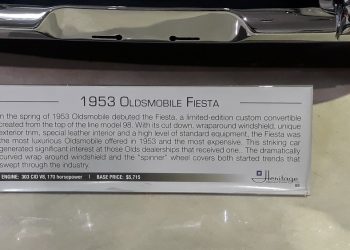 1953 OLDSMOBILE FIESTA
In the spring of 1953 Oldsmobile debuted the Fiesta, a limited-edition custom convertible
created from the top of the line model 98. With its cut down, wraparound windshield, unique
exterior trim, special leather interior and a high level of standard equipment, the Fiesta was
the most luxurious Oldsmobile offered in 1953 and the most expensive. This striking car
generated significant interest at those Olds dealerships that received one. The dramatically
curved wrap around windshield and the "spinner" wheel covers both started trends that
swept through the industry.
ENGINE: 303 CID V8, 170 horsepower | BASE PRICE: $5,715
Heritage